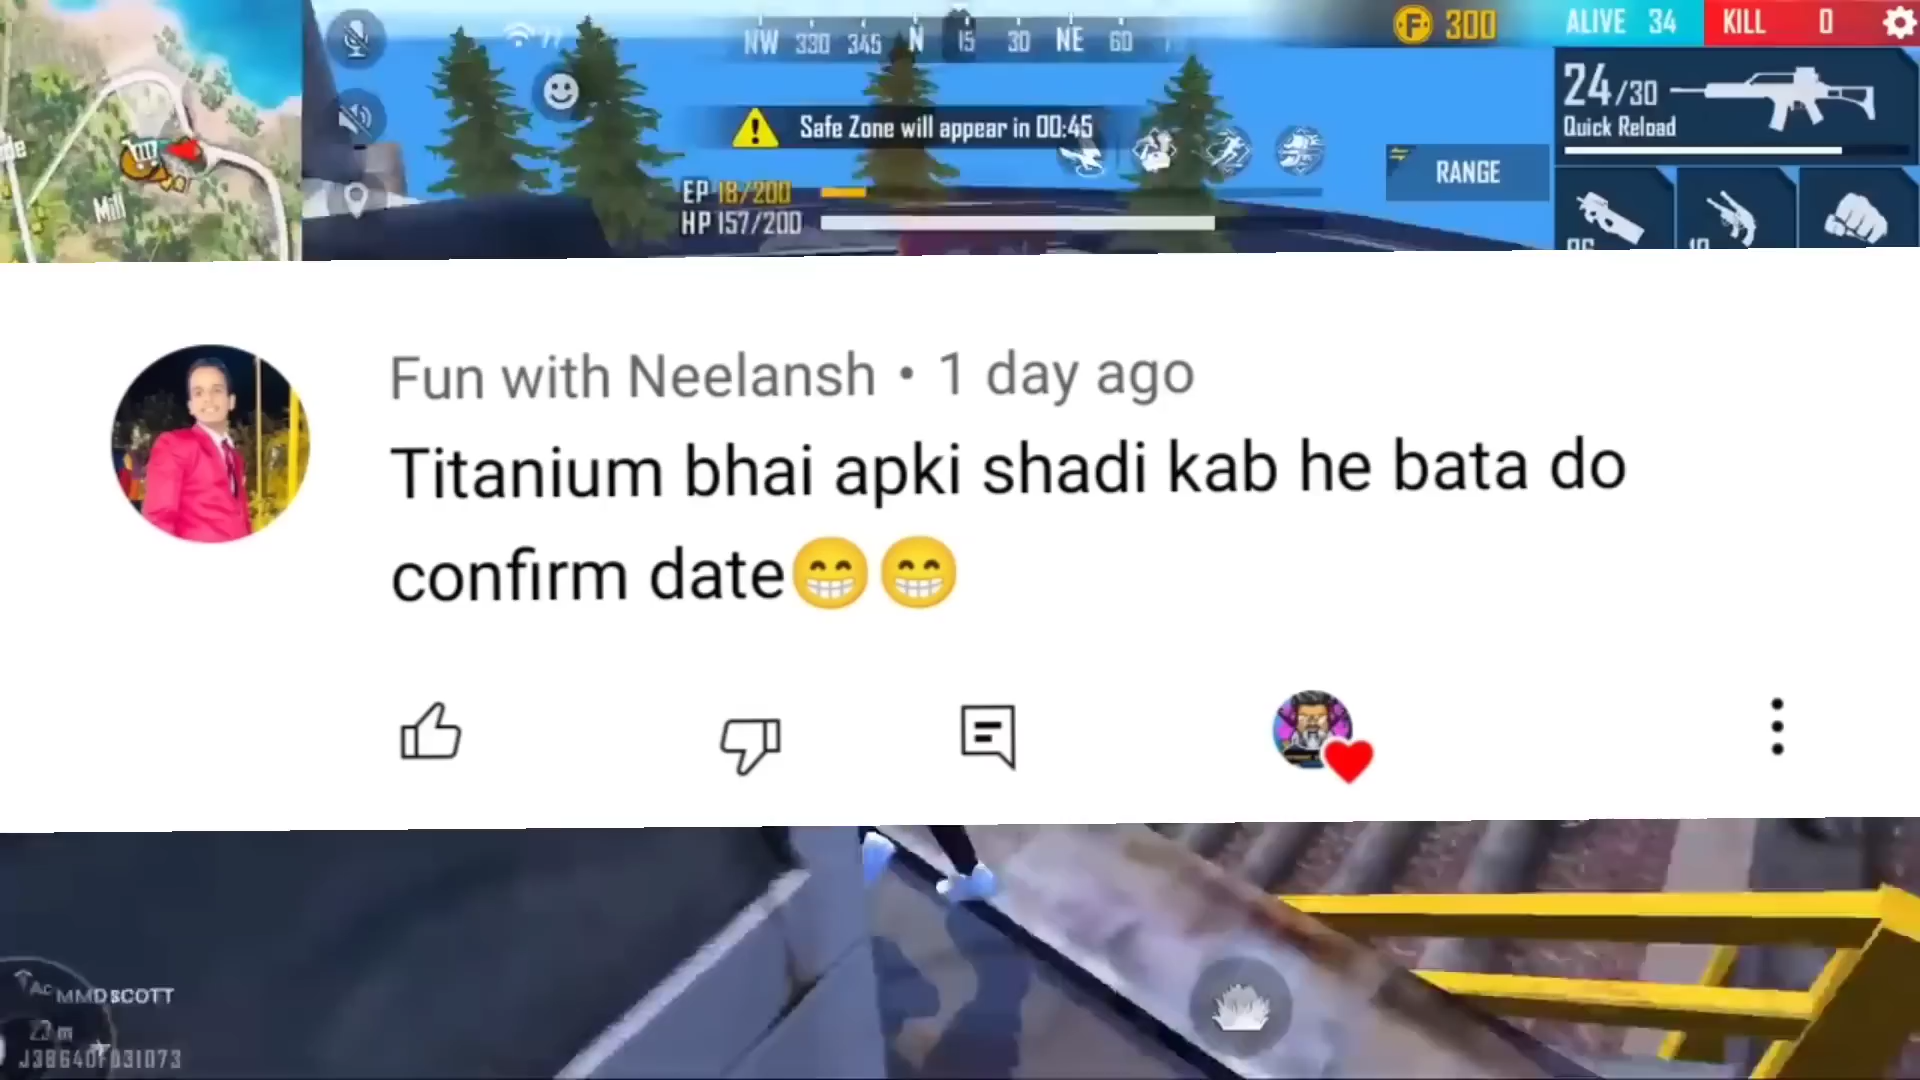 NW 330 345 N 15 30 NE 60
300
ALIVE 34 KILL 0
77
24/30
Quick Reload
Safe Zone will appear in 00:45
RANGE
EP 18/200
HP 157/200
Mill
Fun with Neelansh • 1 day ago
Titanium bhai apki shadi kab he bata do
confirm date😁😁
MMDSCOTT
J38640F031073